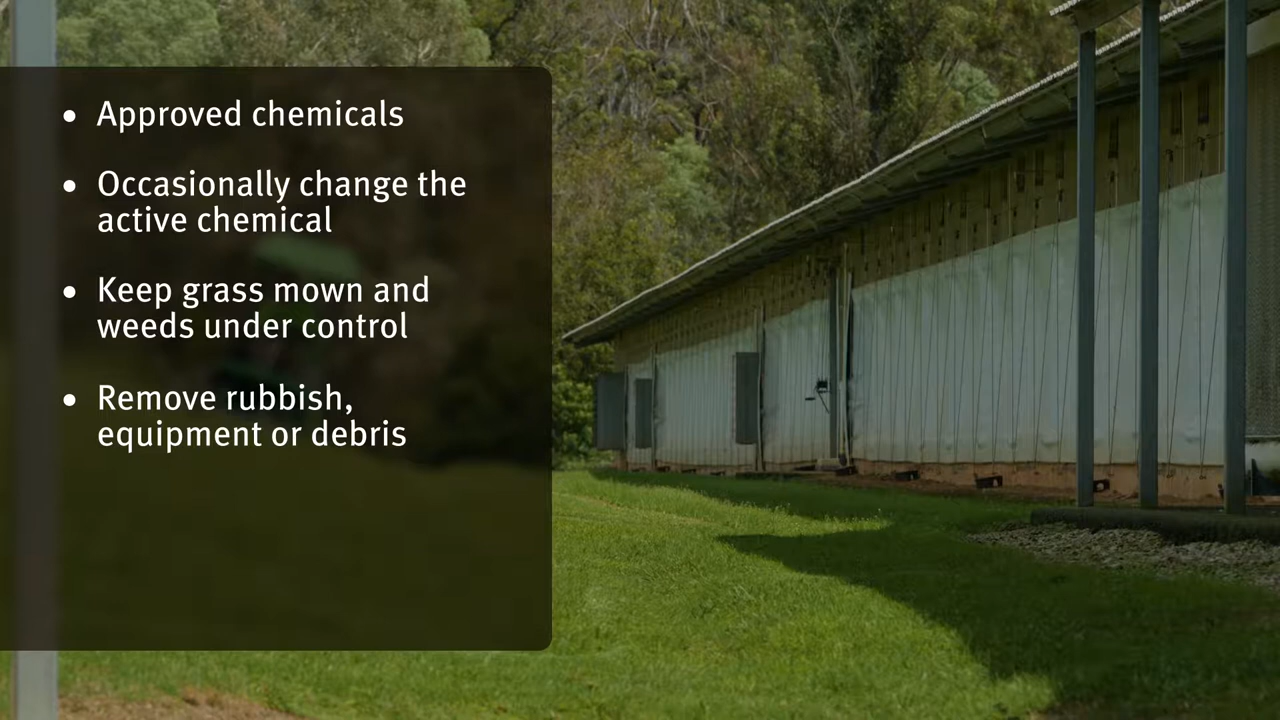 • Approved chemicals
• Occasionally change the
active chemical
• Keep grass mown and
weeds under control
• Remove rubbish,
equipment or debris